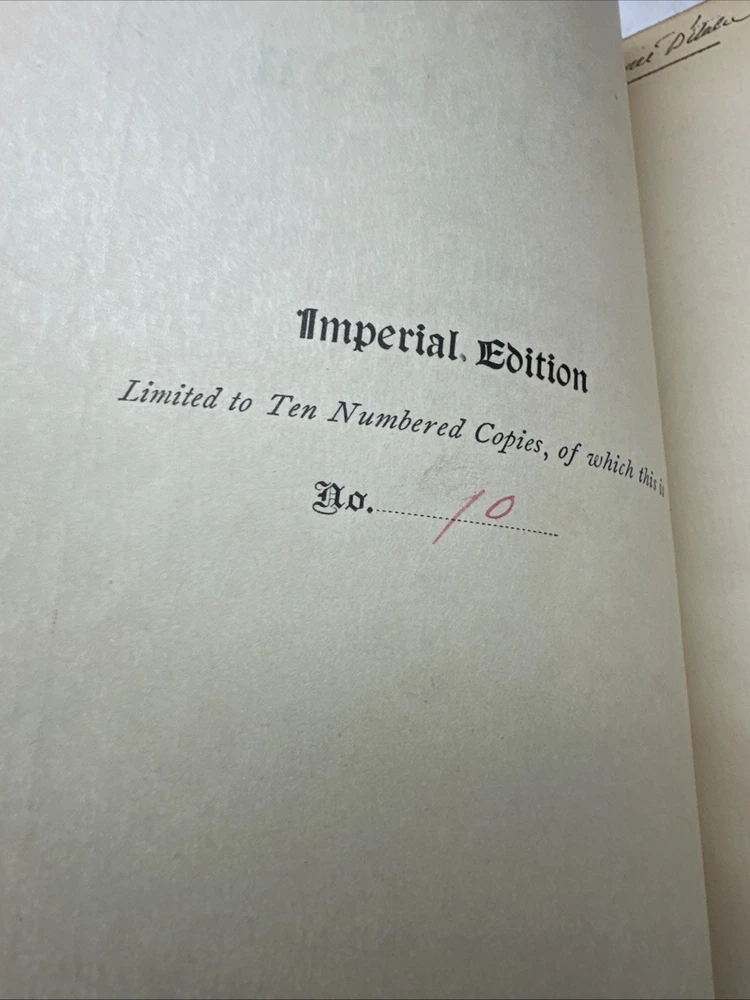 Imperial Edition
Limited to Ten Numbered Copies, of which this is
No. 10